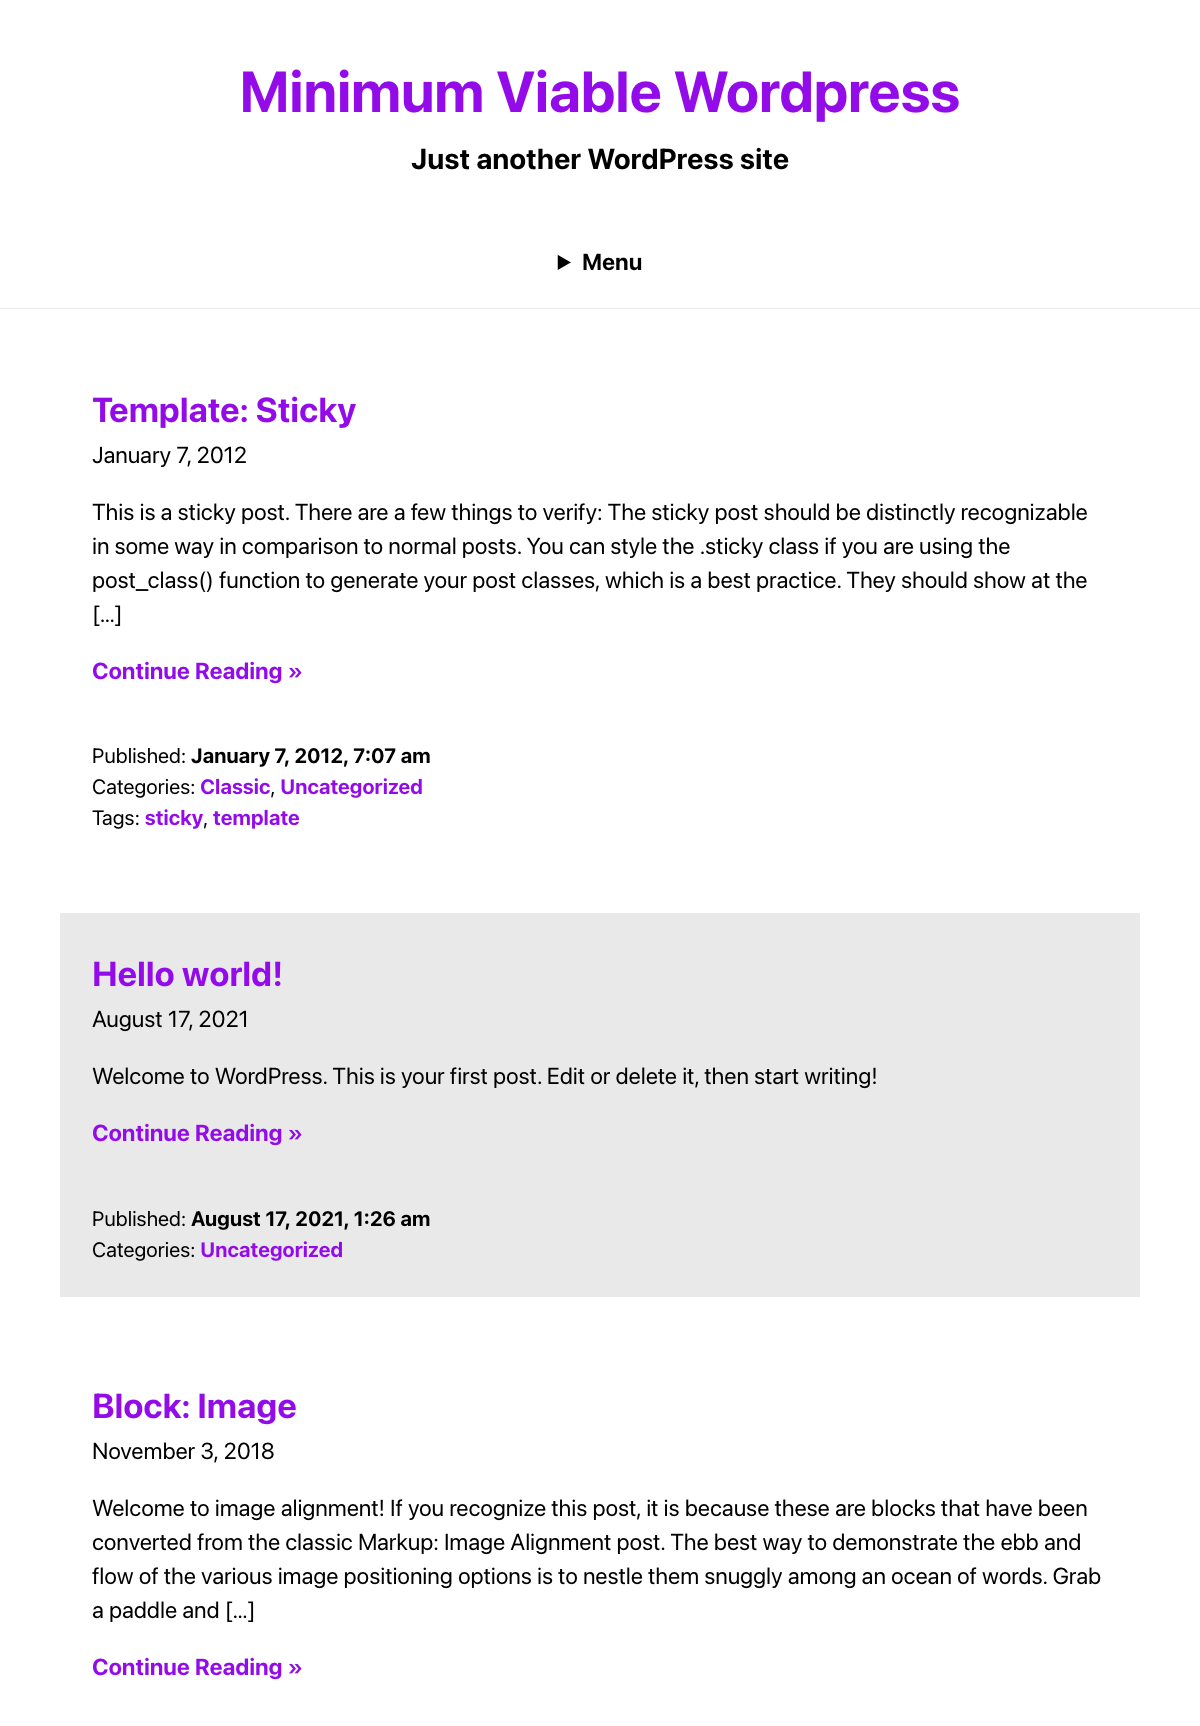 Minimum Viable Wordpress
Just another WordPress site
Menu
Template: Sticky
January 7, 2012
This is a sticky post. There are a few things to verify: The sticky post should be distinctly recognizable
in some way in comparison to normal posts. You can style the .sticky class if you are using the
post_class() function to generate your post classes, which is a best practice. They should show at the
[…]
Continue Reading »
Published: January 7, 2012, 7:07 am
Categories: Classic, Uncategorized
Tags: sticky, template
Hello world!
August 17, 2021
Welcome to WordPress. This is your first post. Edit or delete it, then start writing!
Continue Reading »
Published: August 17, 2021, 1:26 am
Categories: Uncategorized
Block: Image
November 3, 2018
Welcome to image alignment! If you recognize this post, it is because these are blocks that have been
converted from the classic Markup: Image Alignment post. The best way to demonstrate the ebb and
flow of the various image positioning options is to nestle them snuggly among an ocean of words. Grab
a paddle and […]
Continue Reading »